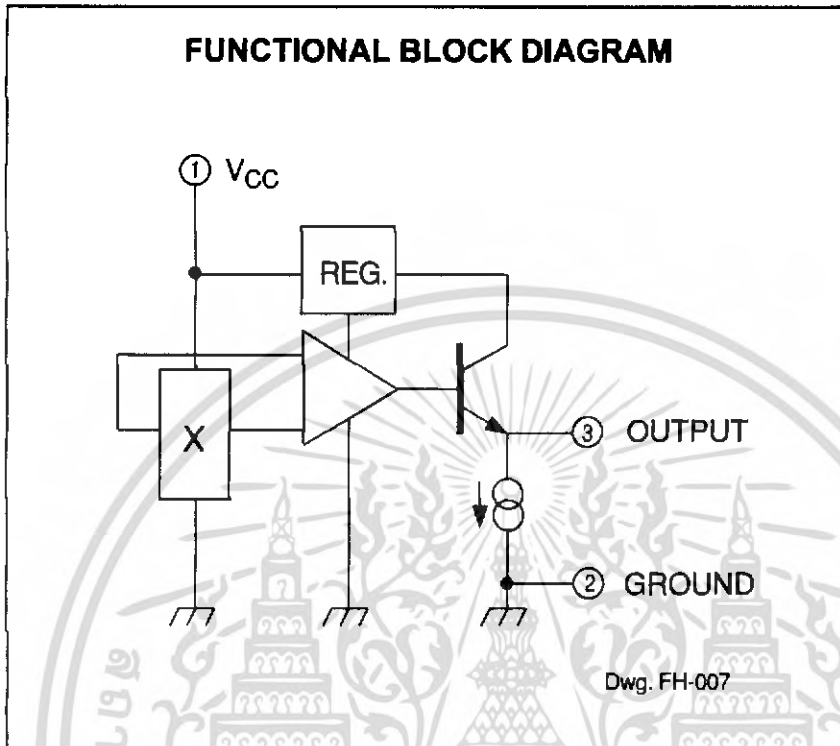 FUNCTIONAL BLOCK DIAGRAM
1 VCC
REG.
X
3 OUTPUT
2 GROUND
Dwg. FH-007